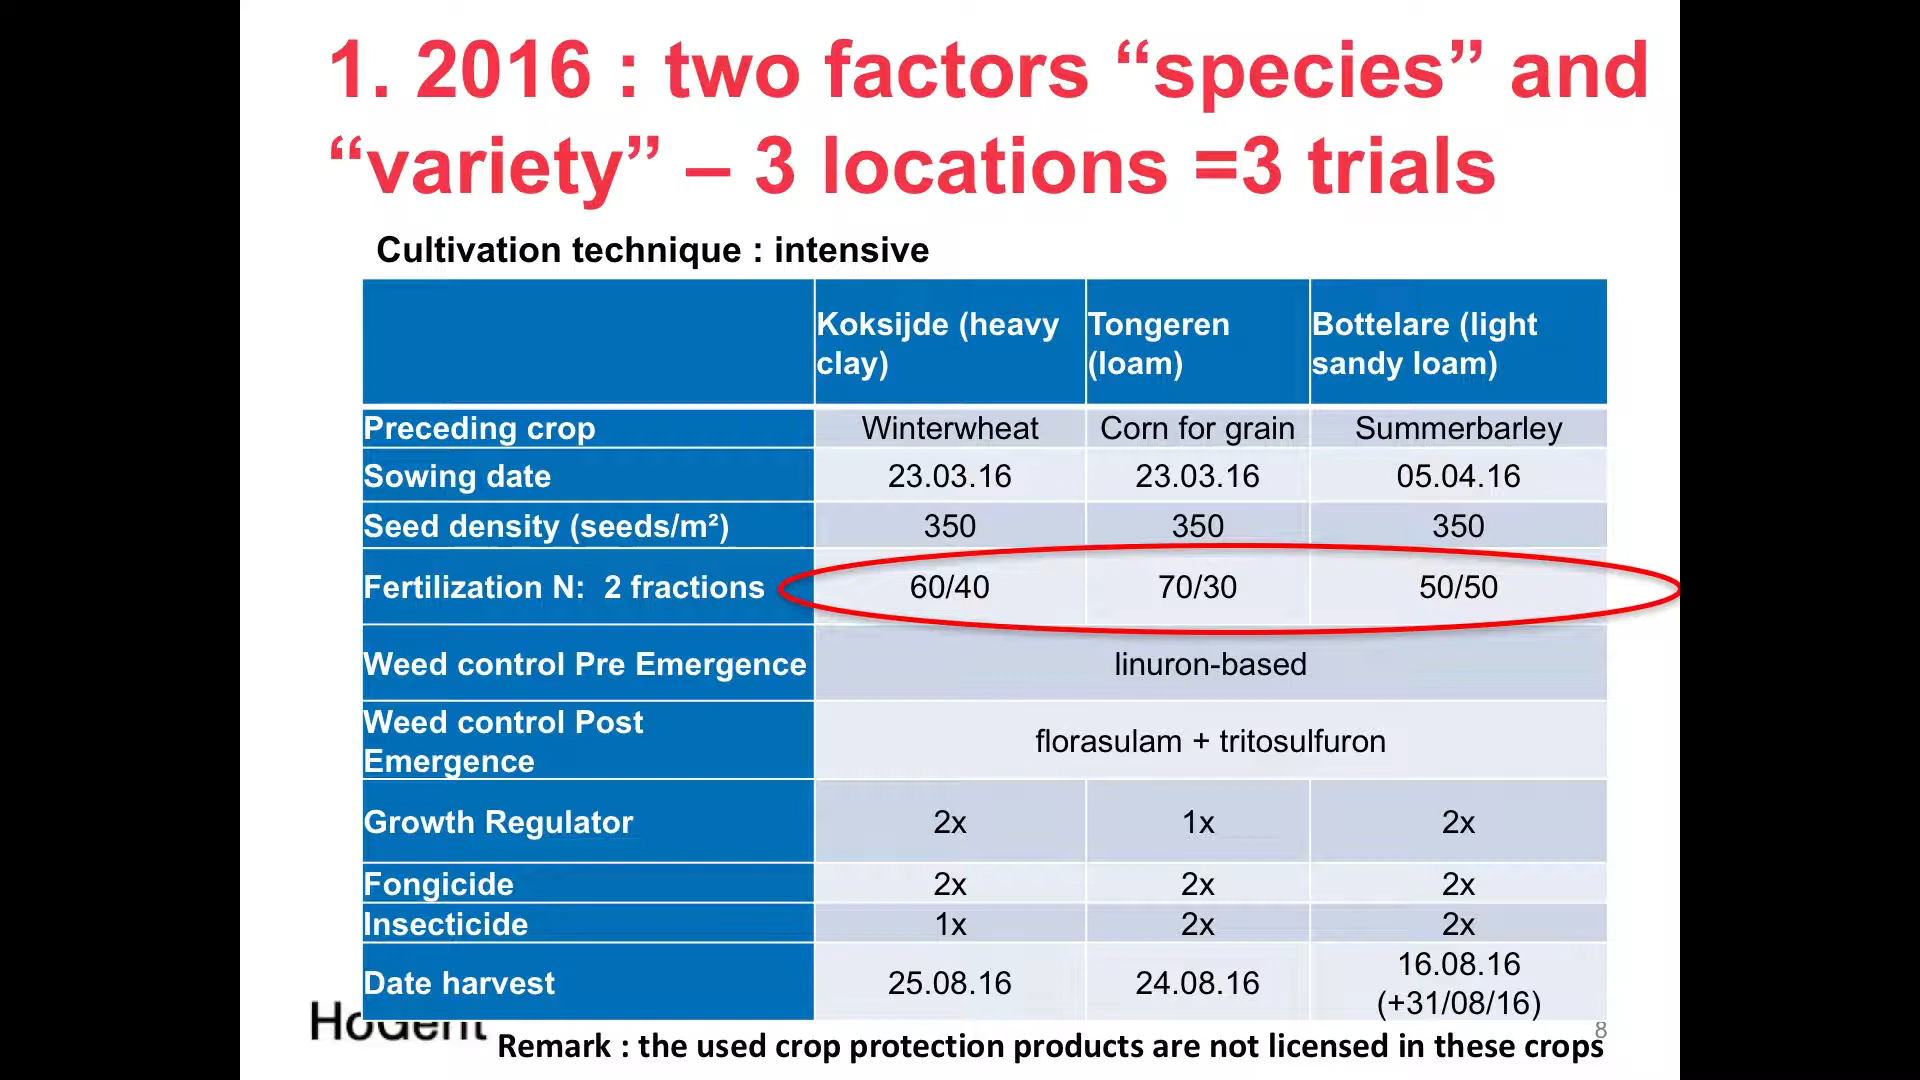 1. 2016 : two factors “species” and
“variety” – 3 locations =3 trials
Cultivation technique : intensive
Koksijde (heavy clay) Tongeren (loam) Bottelare (light sandy loam)
Preceding crop Winterwheat Corn for grain Summerbarley
Sowing date 23.03.16 23.03.16 05.04.16
Seed density (seeds/m²) 350 350 350
Fertilization N: 2 fractions 60/40 70/30 50/50
Weed control Pre Emergence linuron-based
Weed control Post Emergence florasulam + tritosulfuron
Growth Regulator 2x 1x 2x
Fongicide 2x 2x 2x
Insecticide 1x 2x 2x
Date harvest 25.08.16 24.08.16 16.08.16 (+31/08/16)
HoGent
8
Remark : the used crop protection products are not licensed in these crops